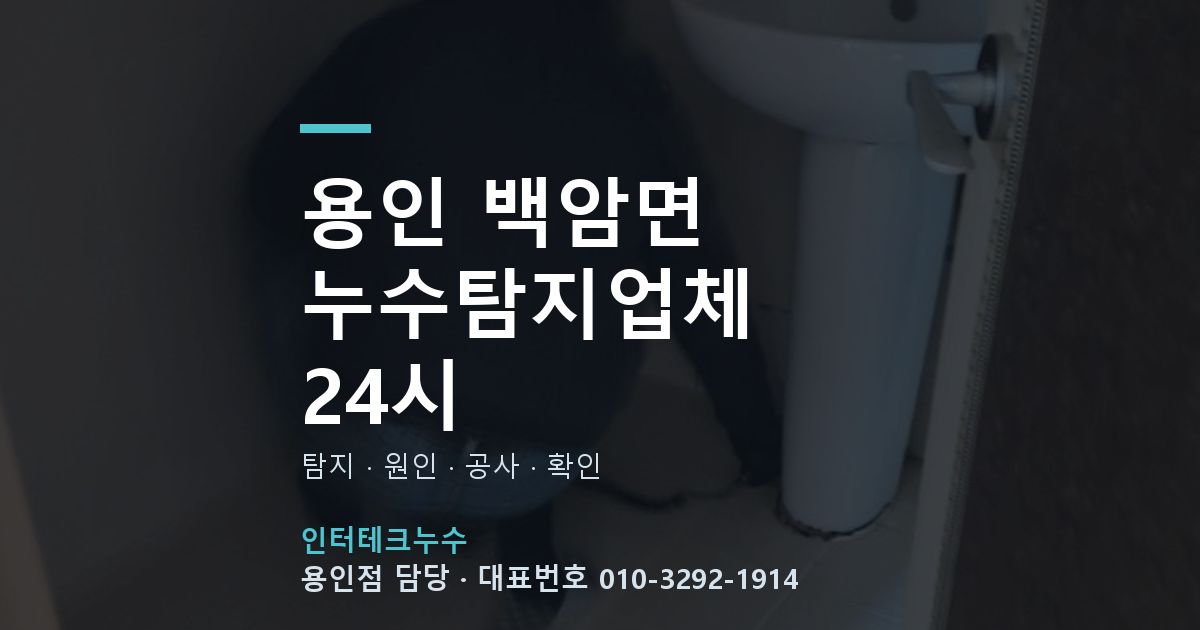 용인 백암면
누수탐지업체
24시
탐지 · 원인 · 공사 · 확인
인터테크누수
용인점 담당 · 대표번호 010-3292-1914